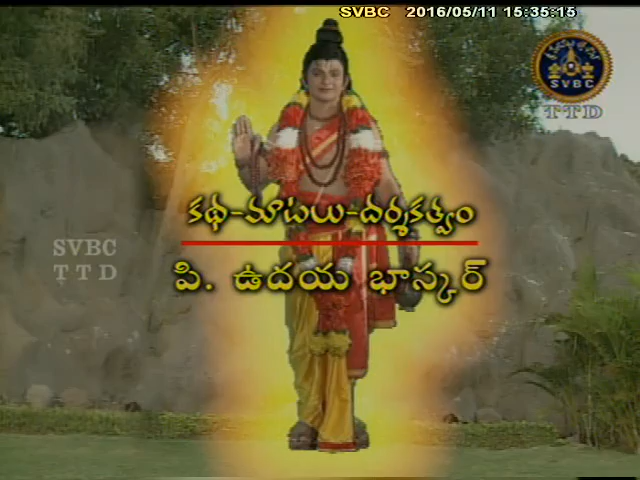 SVBC 2016/05/11 15:35:15
SVBC
TTD
కథ-మాటలు-దర్శకత్వం
SVBC
TTD
పి. ఉదయ భాస్కర్